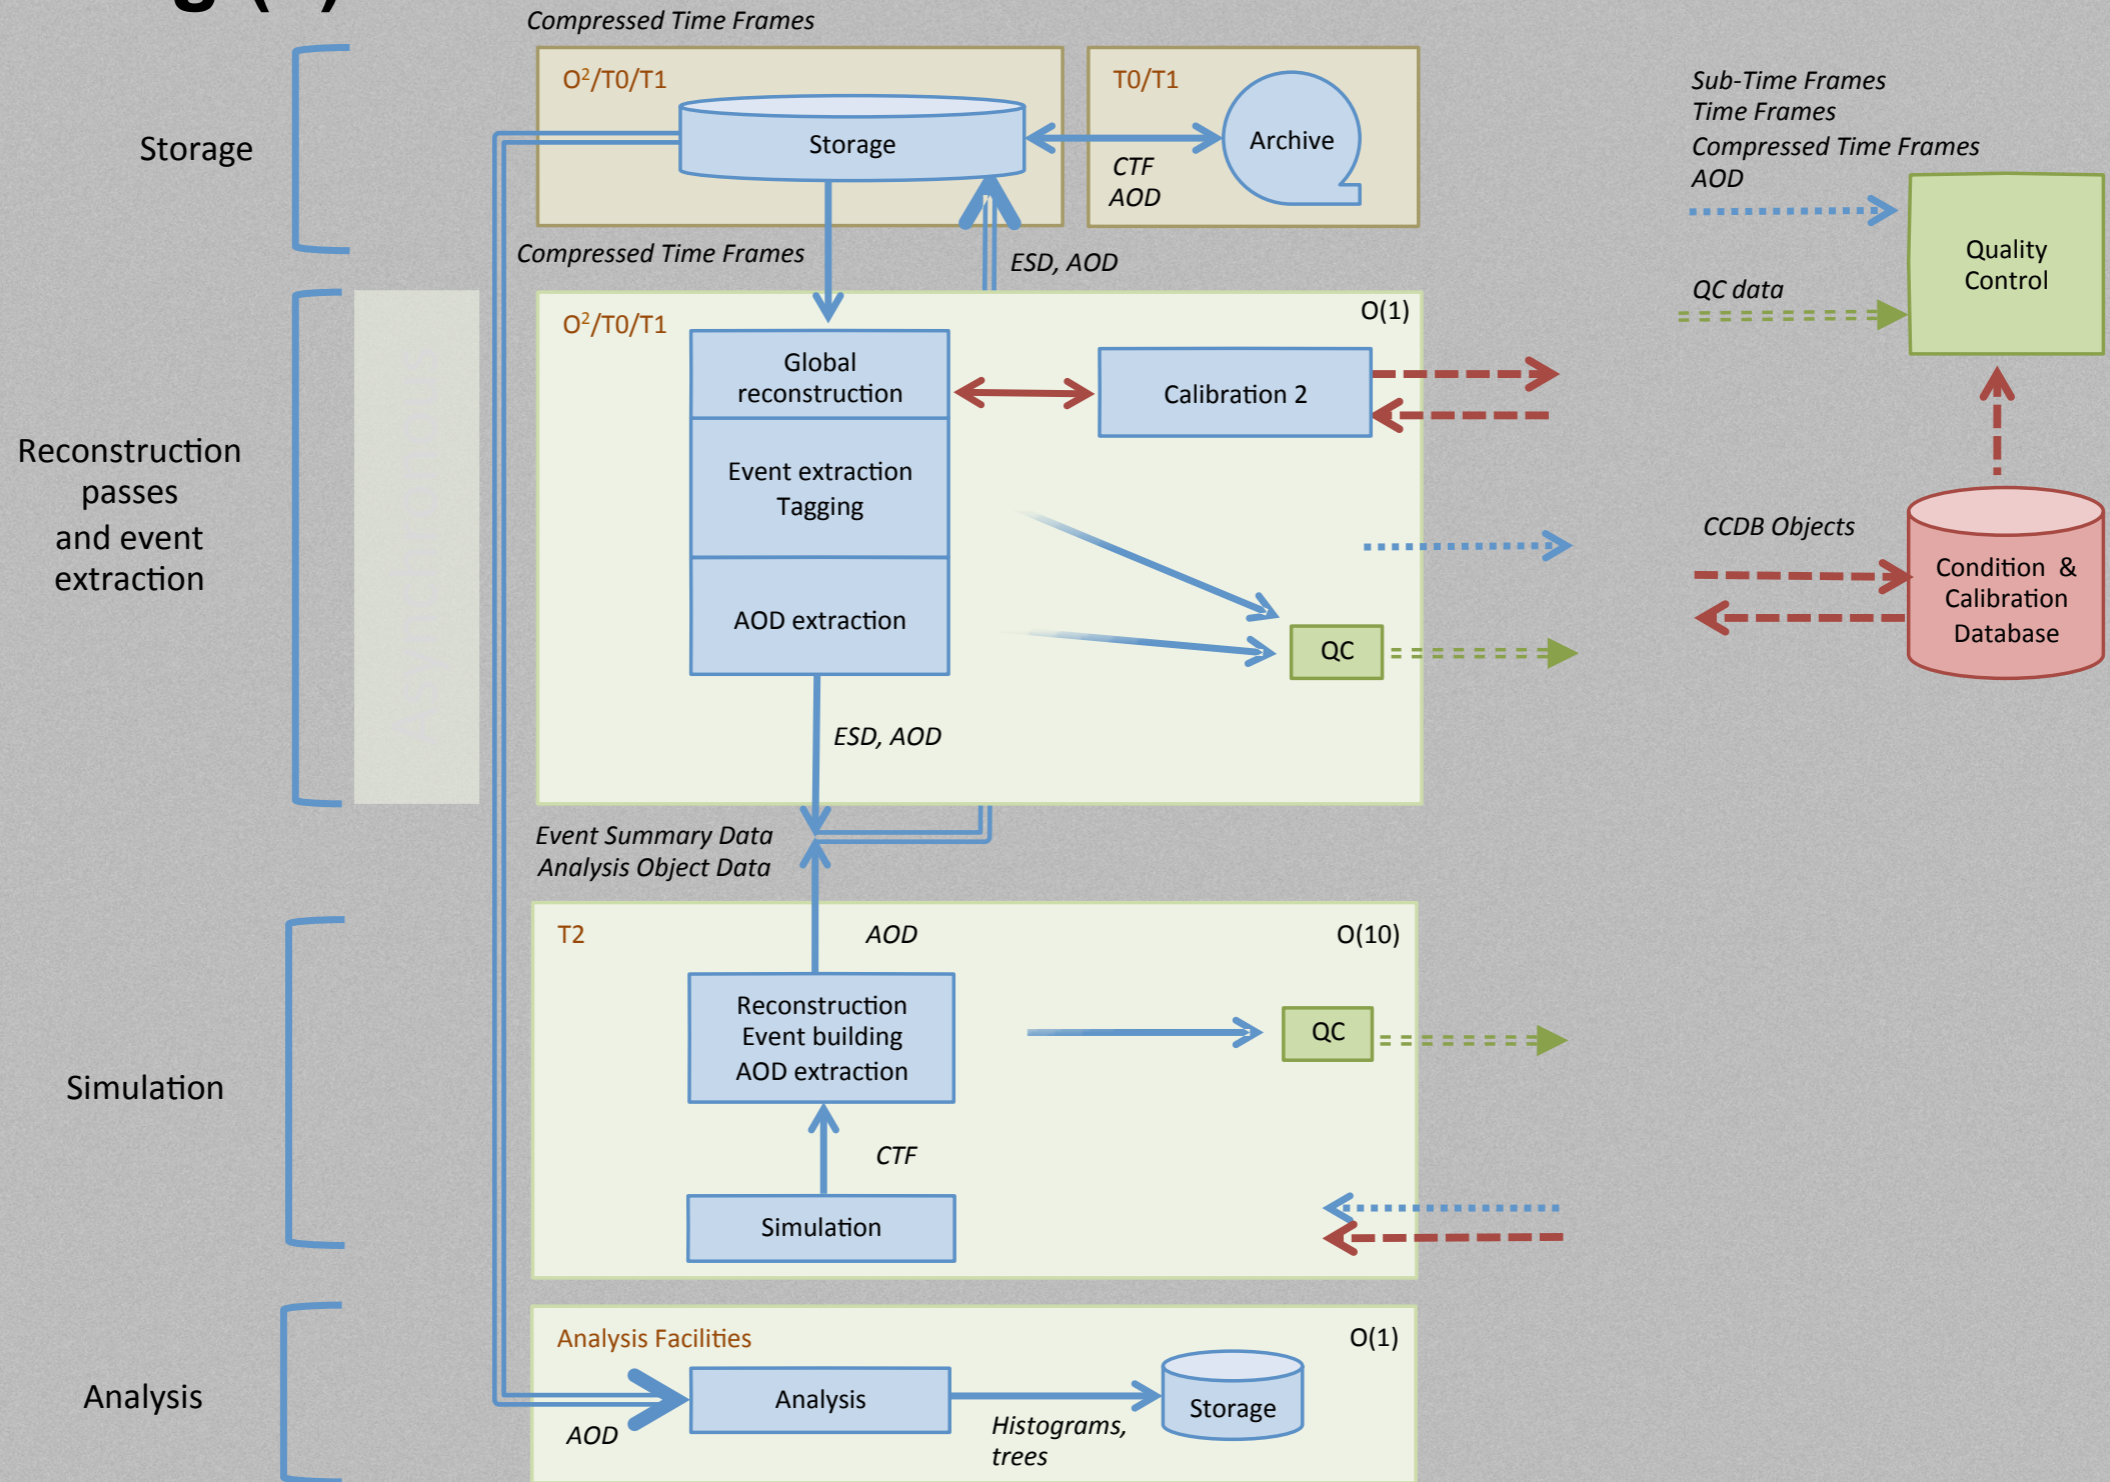 Compressed Time Frames
O²/T0/T1
T0/T1
Storage
Storage
Archive
CTF
AOD
Sub-Time Frames
Time Frames
Compressed Time Frames
AOD
Quality
Control
QC data
Compressed Time Frames
ESD, AOD
O²/T0/T1
O(1)
Global
reconstruction
Calibration 2
Reconstruction
passes
and event
extraction
Event extraction
Tagging
AOD extraction
QC
CCDB Objects
Condition &
Calibration
Database
ESD, AOD
Event Summary Data
Analysis Object Data
T2
AOD
O(10)
Reconstruction
Event building
AOD extraction
QC
Simulation
CTF
Simulation
Analysis Facilities
O(1)
Analysis
Analysis
Storage
AOD
Histograms,
trees